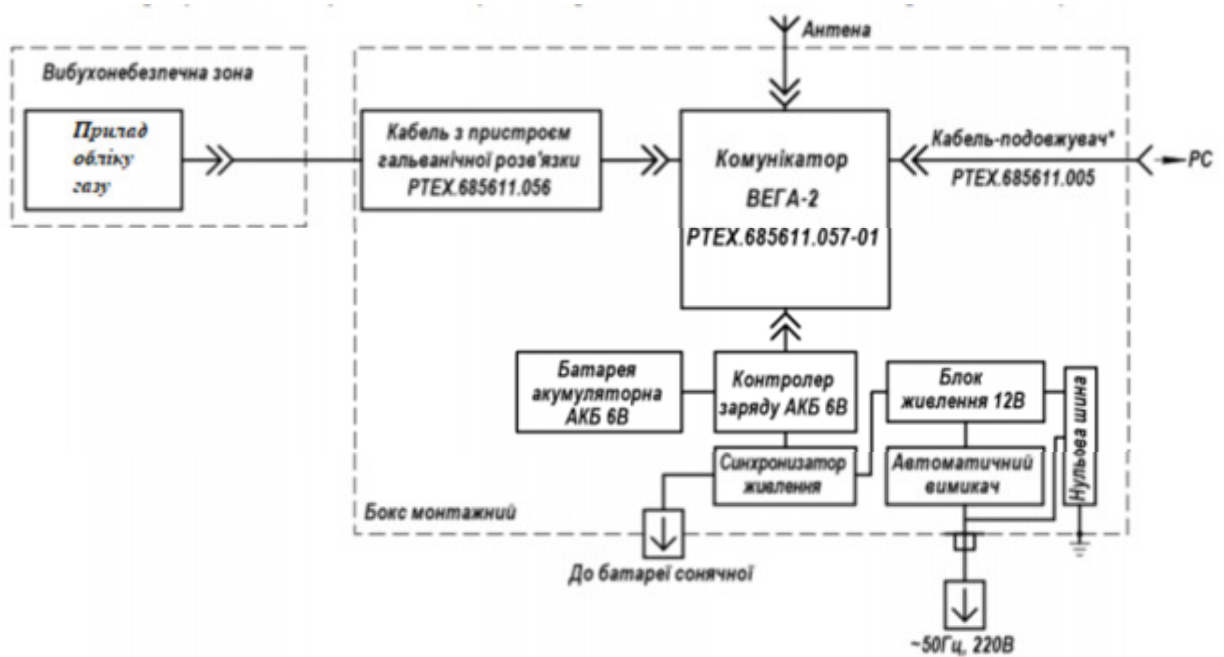 Антена
Вибухонебезпечна зона
Прилад
обліку
газу
Кабель з пристроєм
гальванічної розв'язки
РТЕХ.685611.056
Комунікатор
ВЕГА-2
РТЕХ.685611.057-01
Кабель-подовжувач*
РТЕХ.685611.005
PC
Батарея
акумуляторна
АКБ 6В
Контролер
заряду АКБ 6В
Блок
живлення 12В
Нульова шина
Синхронизатор
живлення
Автоматичний
вимикач
Бокс монтажний
До батареї сонячної
~50Гц, 220В